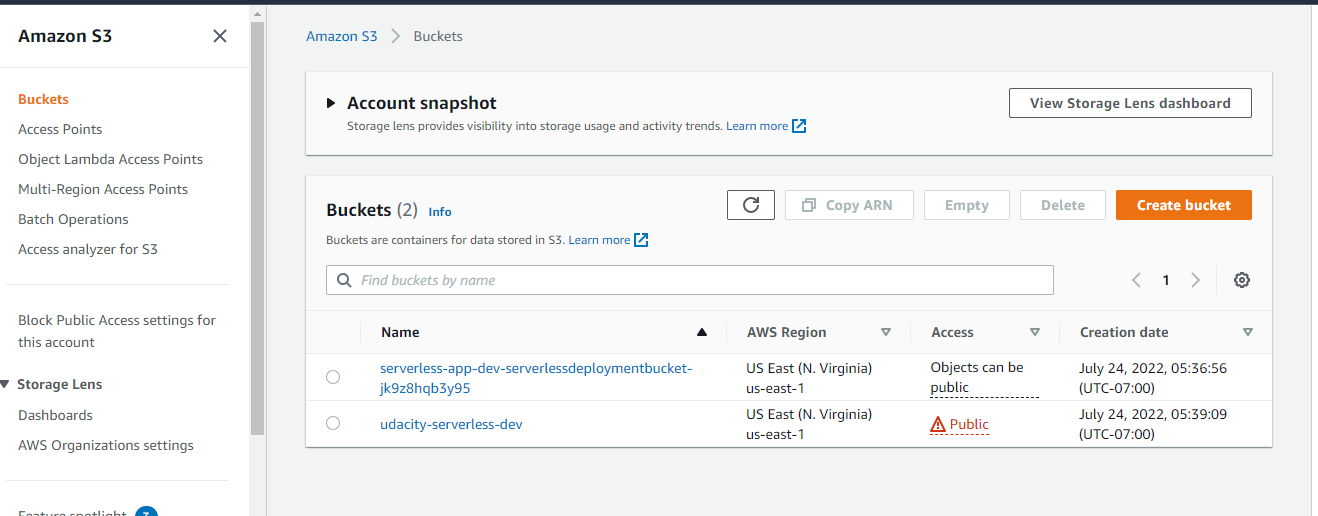 Amazon S3
Buckets
Access Points
Object Lambda Access Points
Multi-Region Access Points
Batch Operations
Access analyzer for S3
Block Public Access settings for
this account
Storage Lens
Dashboards
AWS Organizations settings
Feature spotlight 3
Amazon S3 > Buckets
Account snapshot
View Storage Lens dashboard
Storage lens provides visibility into storage usage and activity trends. Learn more
Buckets (2) Info
Copy ARN Empty Delete Create bucket
Buckets are containers for data stored in S3. Learn more
Find buckets by name
1
Name AWS Region Access Creation date
serverless-app-dev-serverlessdeploymentbucket- US East (N. Virginia) Objects can be July 24, 2022, 05:36:56
jk9z8hqb3y95 us-east-1 public (UTC-07:00)
udacity-serverless-dev US East (N. Virginia) Public July 24, 2022, 05:39:09
us-east-1 (UTC-07:00)